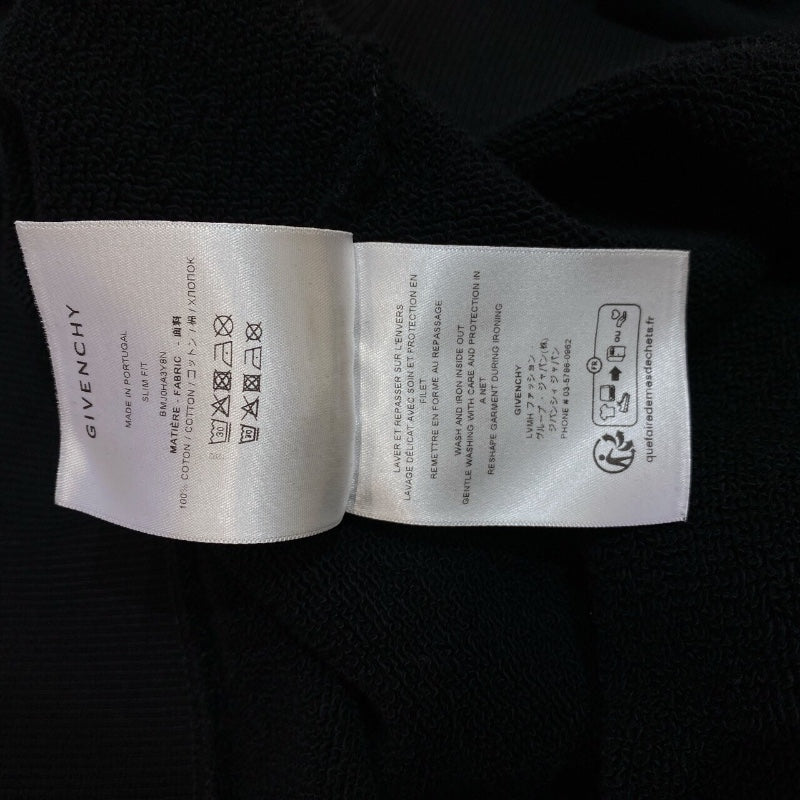 GIVENCHY
MADE IN PORTUGAL
SLIM FIT
BMJ0HA3Y8N
MATIÈRE - FABRIC - 面料
100% COTON / COTTON / コットン / 棉 / ХЛОПОК
30
30
LAVER ET REPASSER SUR L'ENVERS
LAVAGE DÉLICAT AVEC SOIN ET PROTECTION EN
FILET
REMETTRE EN FORME AU REPASSAGE
WASH AND IRON INSIDE OUT
GENTLE WASHING WITH CARE AND PROTECTION IN
A NET
RESHAPE GARMENT DURING IRONING
GIVENCHY
LVMH ファッション
グループ・ジャパン(株)
ジバンシィ ジャパン
PHONE # 03-5786-0962
FR
OU
quefairedemesdechets.fr